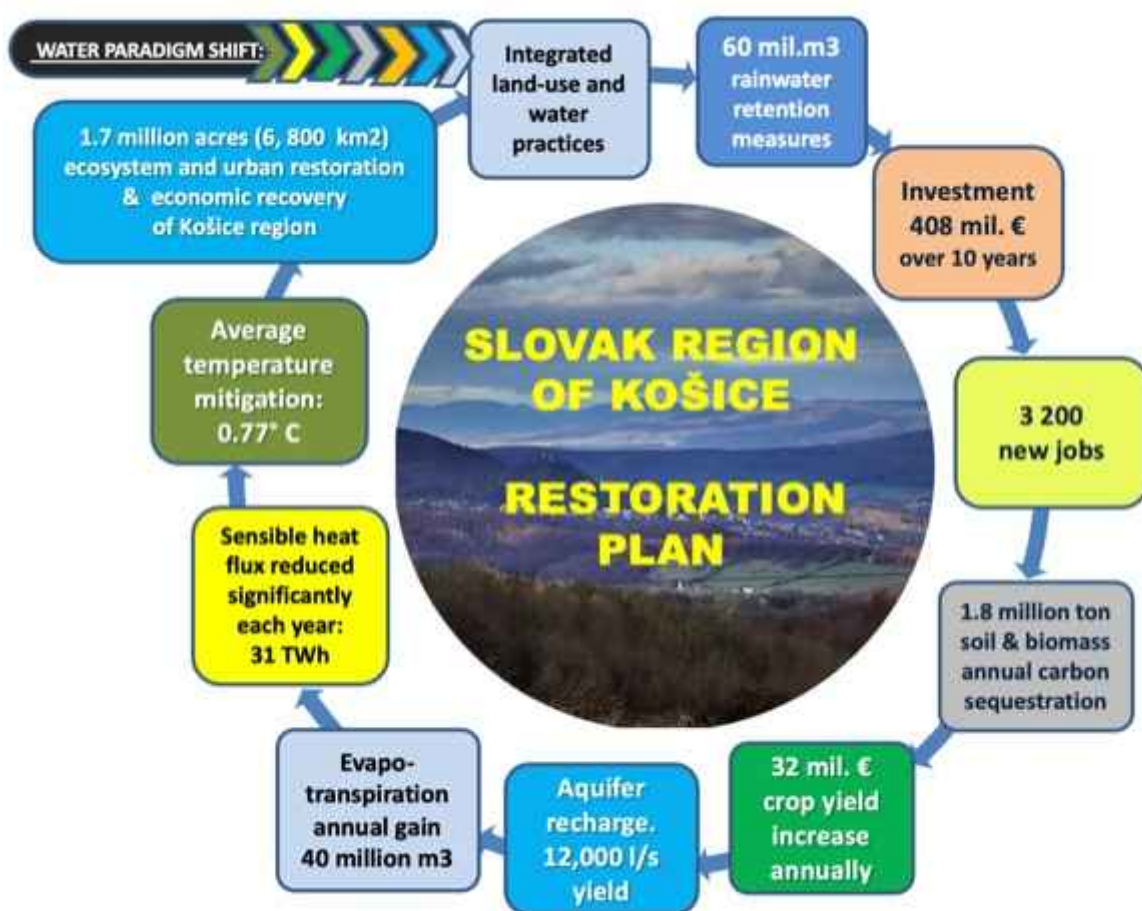 WATER PARADIGM SHIFT:
Integrated
land-use and
water
practices
60 mil.m3
rainwater
retention
measures
Investment
408 mil. €
over 10 years
3 200
new jobs
1.8 million ton
soil & biomass
annual carbon
sequestration
32 mil. €
crop yield
increase
annually
Aquifer
recharge.
12,000 l/s
yield
Evapo-
transpiration
annual gain
40 million m3
Sensible heat
flux reduced
significantly
each year:
31 TWh
Average
temperature
mitigation:
0.77° C
1.7 million acres (6, 800 km2)
ecosystem and urban restoration
& economic recovery
of Košice region
SLOVAK REGION
OF KOŠICE
RESTORATION
PLAN